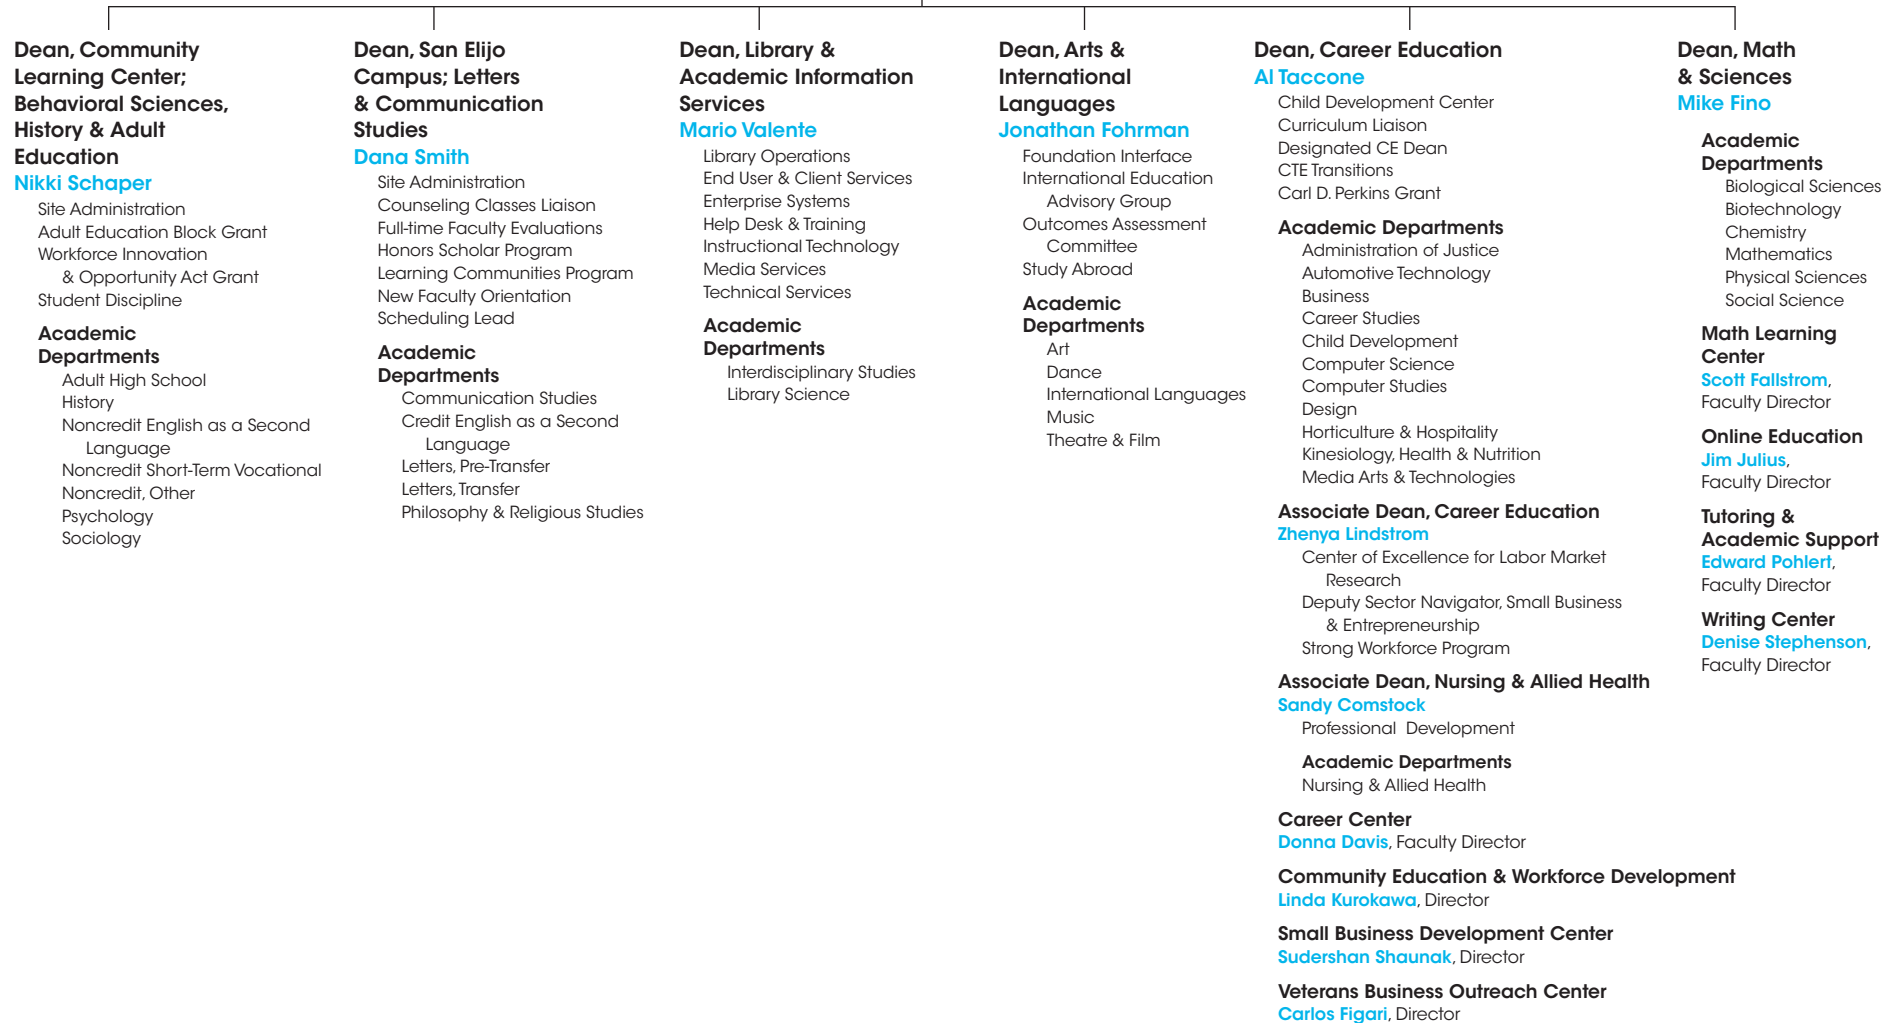 Dean, Community
Learning Center;
Behavioral Sciences,
History & Adult
Education
Nikki Schaper
Site Administration
Adult Education Block Grant
Workforce Innovation
& Opportunity Act Grant
Student Discipline
Academic
Departments
Adult High School
History
Noncredit English as a Second
Language
Noncredit Short-Term Vocational
Noncredit, Other
Psychology
Sociology
Dean, San Elijo
Campus; Letters
& Communication
Studies
Dana Smith
Site Administration
Counseling Classes Liaison
Full-time Faculty Evaluations
Honors Scholar Program
Learning Communities Program
New Faculty Orientation
Scheduling Lead
Academic
Departments
Communication Studies
Credit English as a Second
Language
Letters, Pre-Transfer
Letters, Transfer
Philosophy & Religious Studies
Dean, Library &
Academic Information
Services
Mario Valente
Library Operations
End User & Client Services
Enterprise Systems
Help Desk & Training
Instructional Technology
Media Services
Technical Services
Academic
Departments
Interdisciplinary Studies
Library Science
Dean, Arts &
International
Languages
Jonathan Fohrman
Foundation Interface
International Education
Advisory Group
Outcomes Assessment
Committee
Study Abroad
Academic
Departments
Art
Dance
International Languages
Music
Theatre & Film
Dean, Career Education
Al Taccone
Child Development Center
Curriculum Liaison
Designated CE Dean
CTE Transitions
Carl D. Perkins Grant
Academic Departments
Administration of Justice
Automotive Technology
Business
Career Studies
Child Development
Computer Science
Computer Studies
Design
Horticulture & Hospitality
Kinesiology, Health & Nutrition
Media Arts & Technologies
Associate Dean, Career Education
Zhenya Lindstrom
Center of Excellence for Labor Market
Research
Deputy Sector Navigator, Small Business
& Entrepreneurship
Strong Workforce Program
Associate Dean, Nursing & Allied Health
Sandy Comstock
Professional Development
Academic Departments
Nursing & Allied Health
Career Center
Donna Davis, Faculty Director
Community Education & Workforce Development
Linda Kurokawa, Director
Small Business Development Center
Sudershan Shaunak, Director
Veterans Business Outreach Center
Carlos Figari, Director
Dean, Math
& Sciences
Mike Fino
Academic
Departments
Biological Sciences
Biotechnology
Chemistry
Mathematics
Physical Sciences
Social Science
Math Learning
Center
Scott Fallstrom,
Faculty Director
Online Education
Jim Julius,
Faculty Director
Tutoring &
Academic Support
Edward Pohlert,
Faculty Director
Writing Center
Denise Stephenson,
Faculty Director